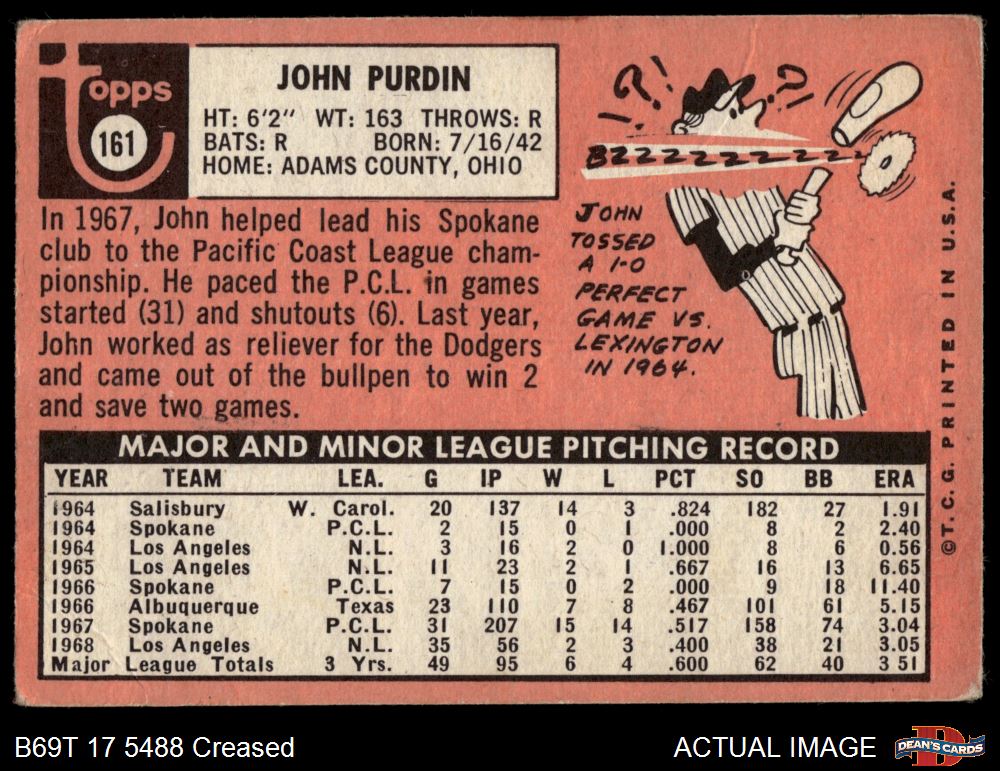 Topps
161
JOHN PURDIN
HT: 6'2" WT: 163 THROWS: R
BATS: R BORN: 7/16/42
HOME: ADAMS COUNTY, OHIO
In 1967, John helped lead his Spokane
club to the Pacific Coast League cham-
pionship. He paced the P.C.L. in games
started (31) and shutouts (6). Last year,
John worked as reliever for the Dodgers
and came out of the bullpen to win 2
and save two games.
?! ?!
BZZZZZZZZZZ
JOHN
TOSSED
A 1-0
PERFECT
GAME VS.
LEXINGTON
IN 1964.
©T.C.G. PRINTED IN U.S.A.
MAJOR AND MINOR LEAGUE PITCHING RECORD
YEAR TEAM LEA. G IP W L PCT SO BB ERA
1964 Salisbury W. Carol. 20 137 14 3 .824 182 27 1.91
1964 Spokane P.C.L. 2 15 0 1 .000 8 2 2.40
1964 Los Angeles N.L. 3 16 2 0 1.000 8 6 0.56
1965 Los Angeles N.L. 11 23 2 1 .667 16 13 6.65
1966 Spokane P.C.L. 7 15 0 2 .000 9 18 11.40
1966 Albuquerque Texas 23 110 7 8 .467 101 61 5.15
1967 Spokane P.C.L. 31 207 15 14 .517 158 74 3.04
1968 Los Angeles N.L. 35 56 2 3 .400 38 21 3.05
Major League Totals 3 Yrs. 49 95 6 4 .600 62 40 3 51
B69T 17 5488 Creased
ACTUAL IMAGE
D
DEAN'S CARDS